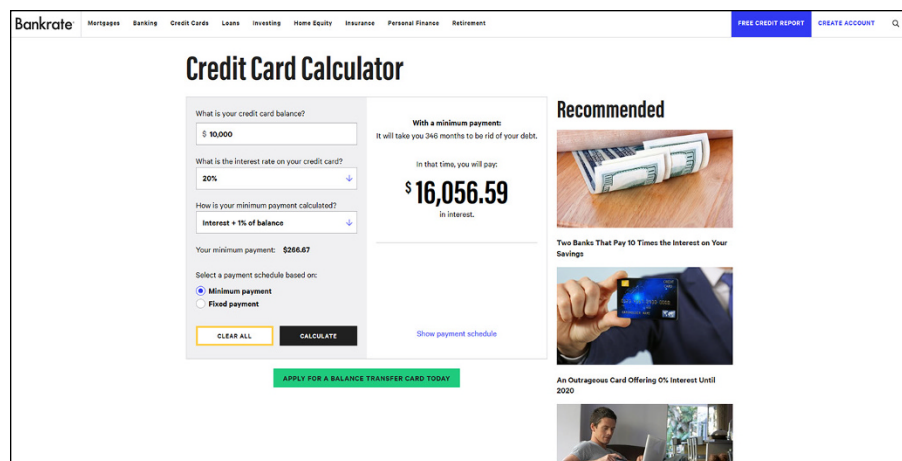 Bankrate
Mortgages Banking Credit Cards Loans Investing Home Equity Insurance Personal Finance Retirement
FREE CREDIT REPORT CREATE ACCOUNT
Credit Card Calculator
What is your credit card balance?
$ 10,000
What is the interest rate on your credit card?
20%
How is your minimum payment calculated?
Interest + 1% of balance
Your minimum payment: $266.67
Select a payment schedule based on:
Minimum payment
Fixed payment
CLEAR ALL CALCULATE
With a minimum payment:
It will take you 346 months to be rid of your debt.
In that time, you will pay:
$16,056.59
in interest.
Show payment schedule
APPLY FOR A BALANCE TRANSFER CARD TODAY
Recommended
Two Banks That Pay 10 Times the Interest on Your
Savings
An Outrageous Card Offering 0% Interest Until
2020